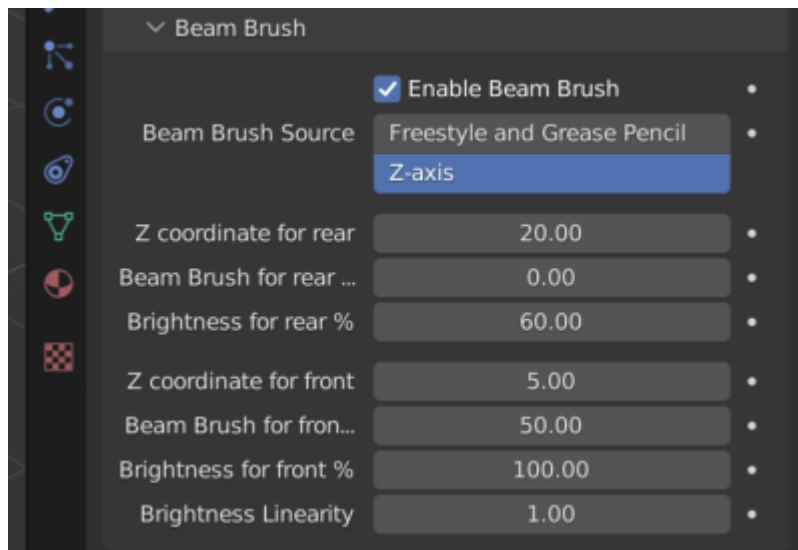 Beam Brush
Enable Beam Brush
Beam Brush Source Freestyle and Grease Pencil
Z-axis
Z coordinate for rear 20.00
Beam Brush for rear ... 0.00
Brightness for rear % 60.00
Z coordinate for front 5.00
Beam Brush for fron... 50.00
Brightness for front % 100.00
Brightness Linearity 1.00